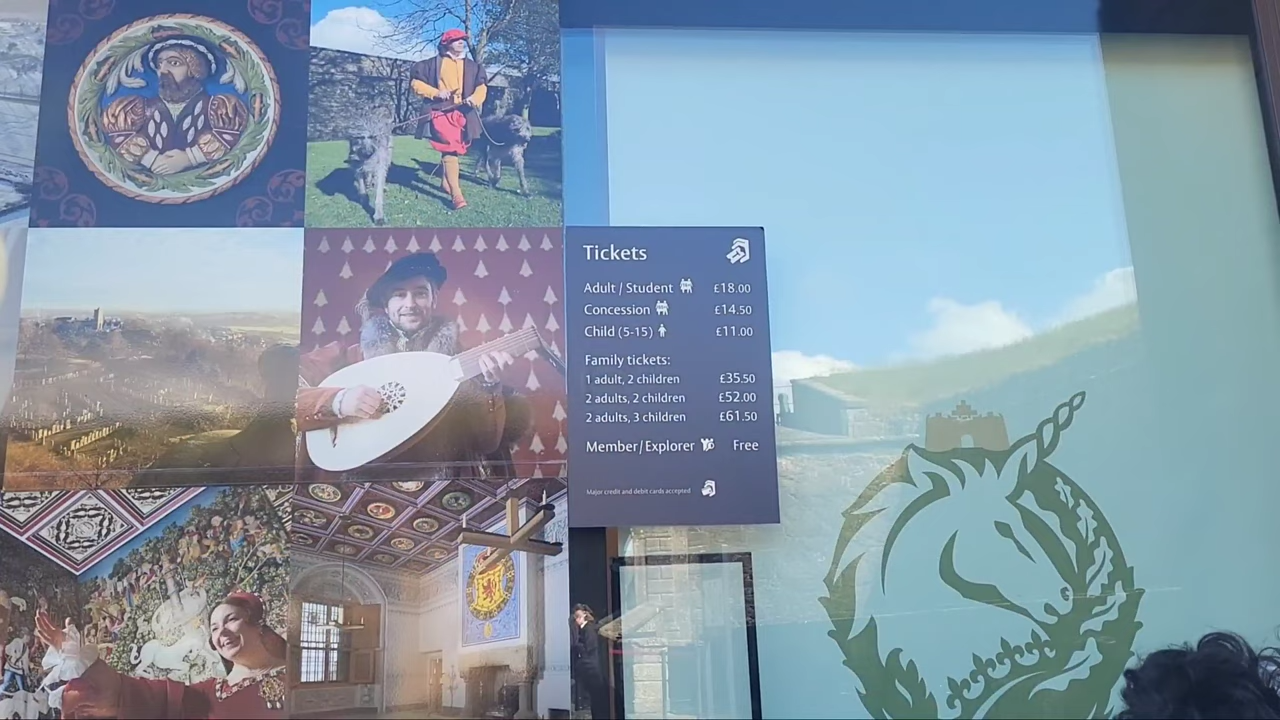 Tickets
Adult / Student £18.00
Concession £14.50
Child (5-15) £11.00
Family tickets:
1 adult, 2 children £35.50
2 adults, 2 children £52.00
2 adults, 3 children £61.50
Member/Explorer Free
Major credit and debit cards accepted